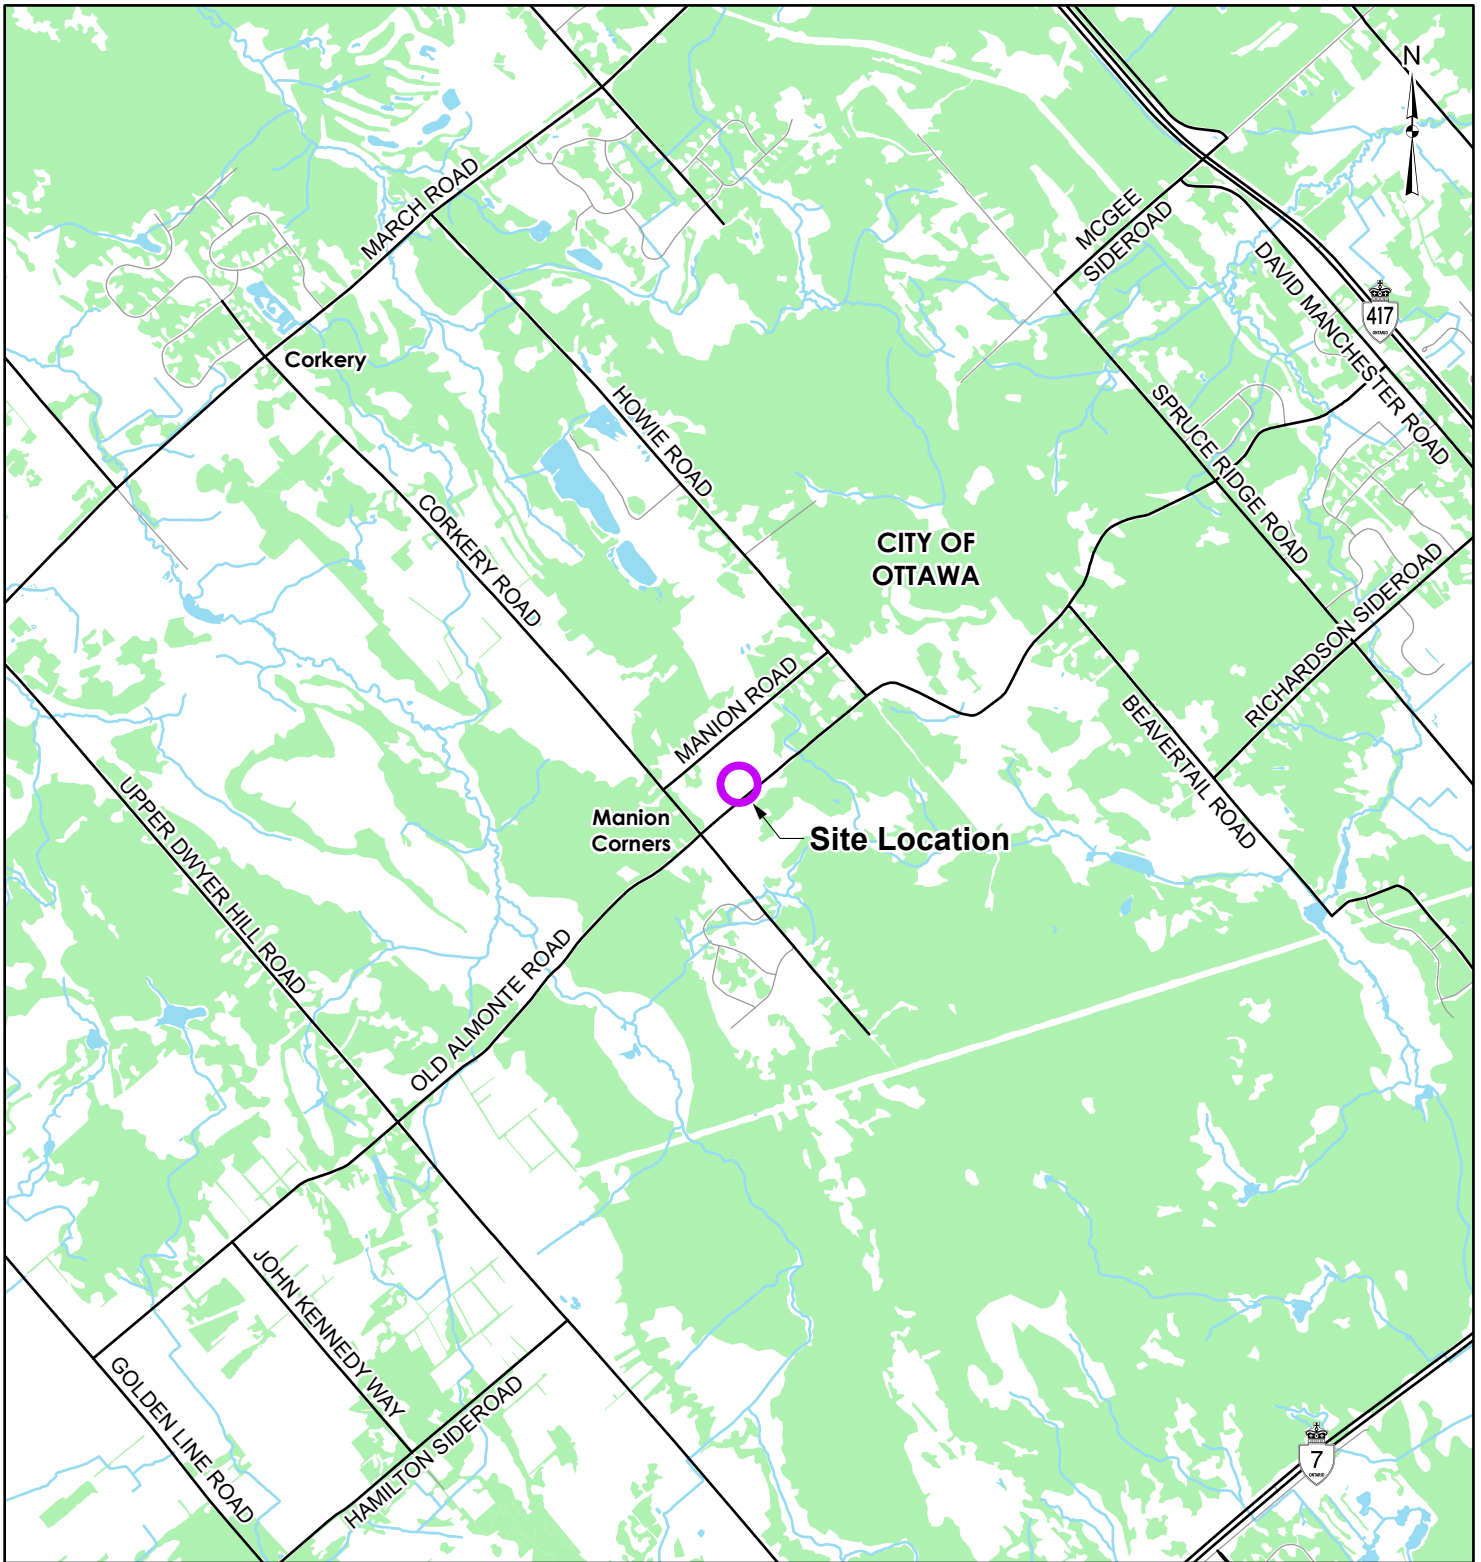 N
MARCH ROAD
MCGEE
SIDEROAD
DAVID MANCHESTER ROAD
417
ONTARIO
Corkery
HOWIE ROAD
SPRUCE RIDGE ROAD
CORKERY ROAD
CITY OF
OTTAWA
RICHARDSON SIDEROAD
MANION ROAD
BEAVERTAIL ROAD
UPPER DWYER HILL ROAD
Manion
Corners
Site Location
OLD ALMONTE ROAD
JOHN KENNEDY WAY
GOLDEN LINE ROAD
HAMILTON SIDEROAD
7
ONTARIO